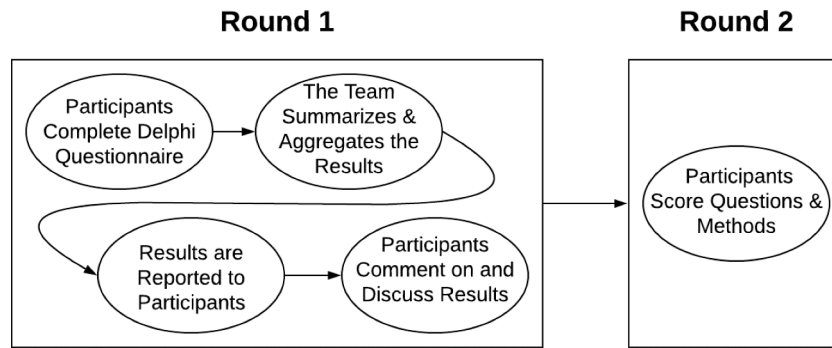 Round 1
Participants
Complete Delphi
Questionnaire
The Team
Summarizes &
Aggregates the
Results
Results are
Reported to
Participants
Participants
Comment on and
Discuss Results
Round 2
Participants
Score Questions &
Methods